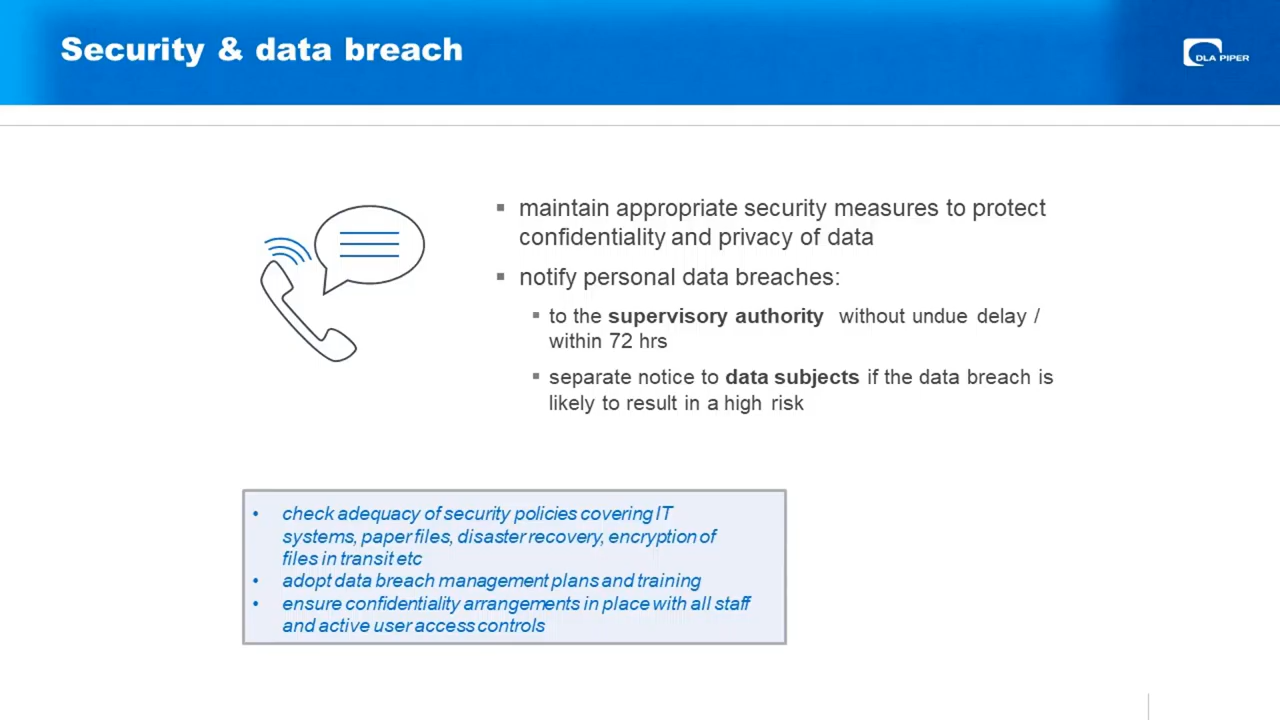 Security & data breach
DLA PIPER
▪ maintain appropriate security measures to protect
confidentiality and privacy of data
▪ notify personal data breaches:
▪ to the supervisory authority without undue delay /
within 72 hrs
▪ separate notice to data subjects if the data breach is
likely to result in a high risk
• check adequacy of security policies covering IT
systems, paper files, disaster recovery, encryption of
files in transit etc
• adopt data breach management plans and training
• ensure confidentiality arrangements in place with all staff
and active user access controls